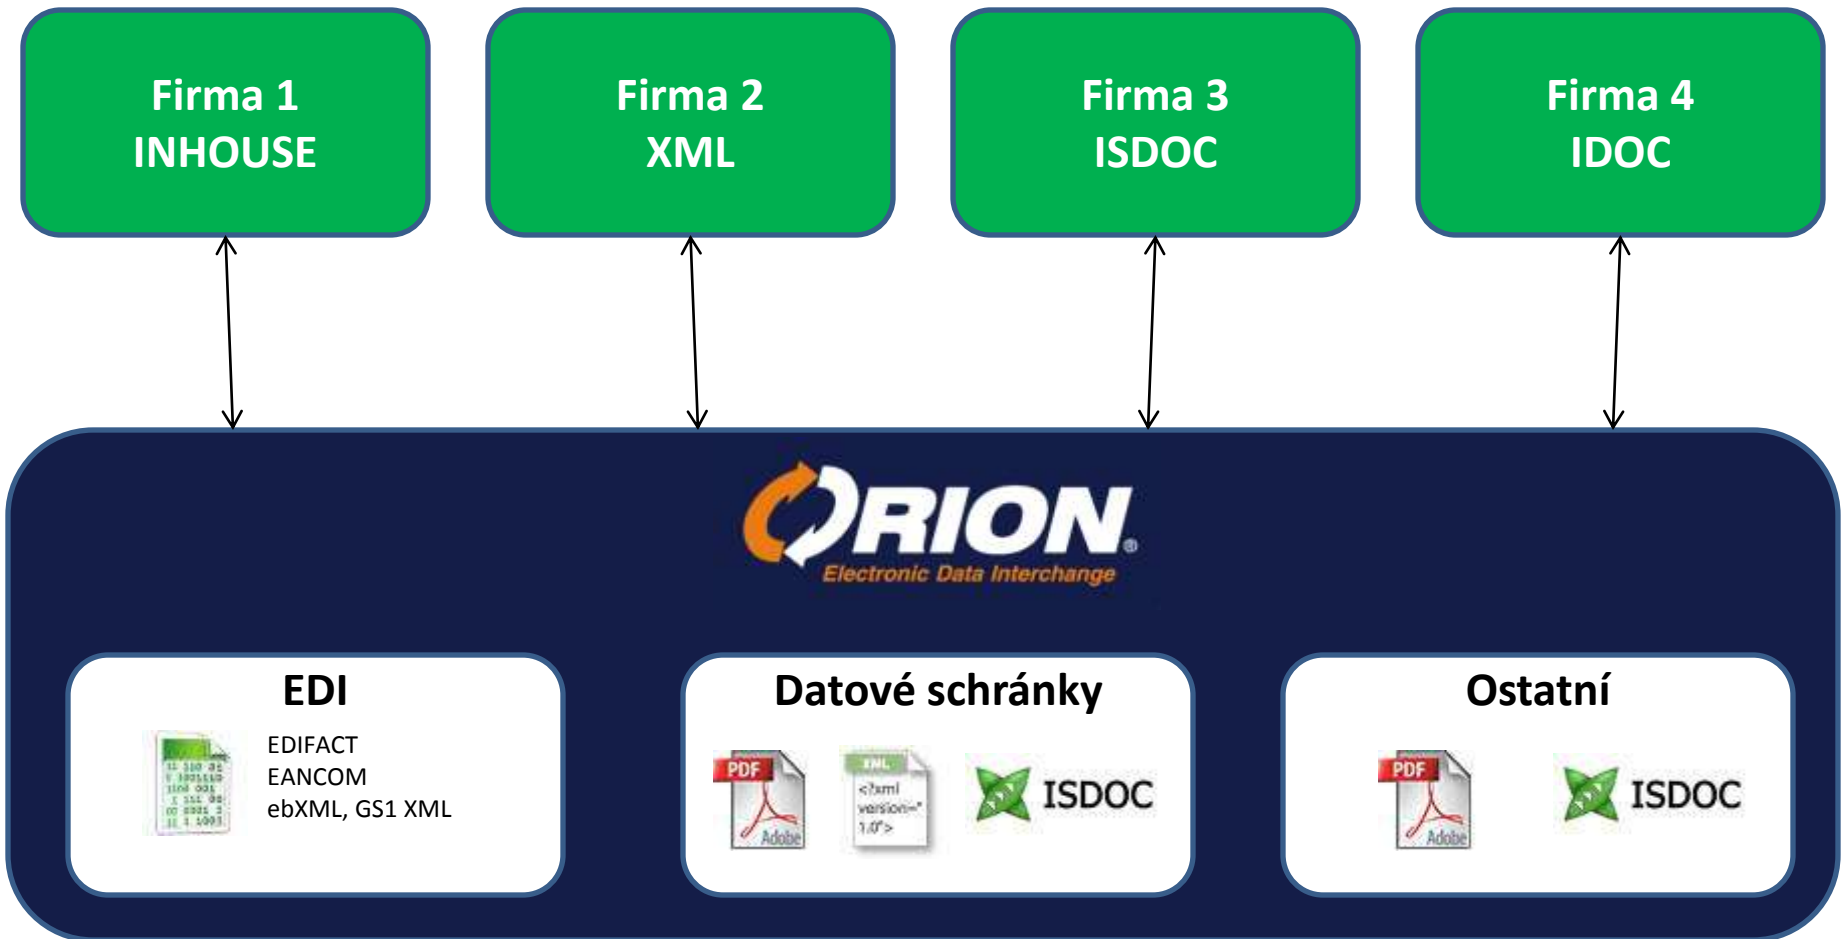 Firma 1
INHOUSE
Firma 2
XML
Firma 3
ISDOC
Firma 4
IDOC
ORION®
Electronic Data Interchange
EDI
EDIFACT
EANCOM
ebXML, GS1 XML
Datové schránky
PDF
Adobe
XML
<?xml
version="
1.0">
ISDOC
Ostatní
PDF
Adobe
ISDOC